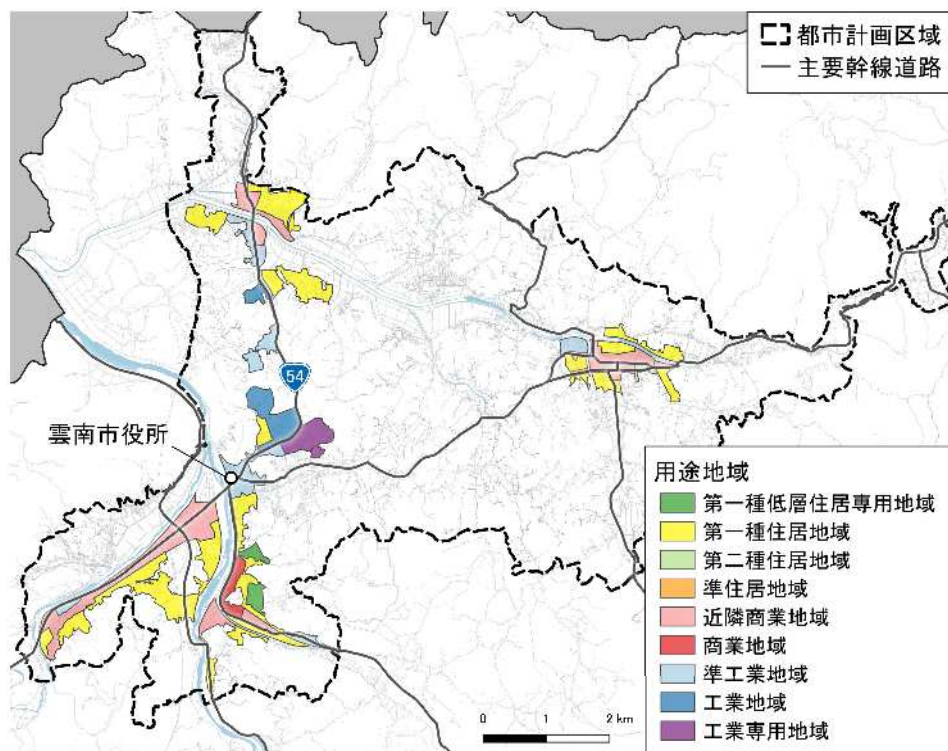 都市計画区域
主要幹線道路
54
雲南市役所
用途地域
第一種低層住居専用地域
第一種住居地域
第二種住居地域
準住居地域
近隣商業地域
商業地域
準工業地域
工業地域
工業専用地域
0 1 2 km